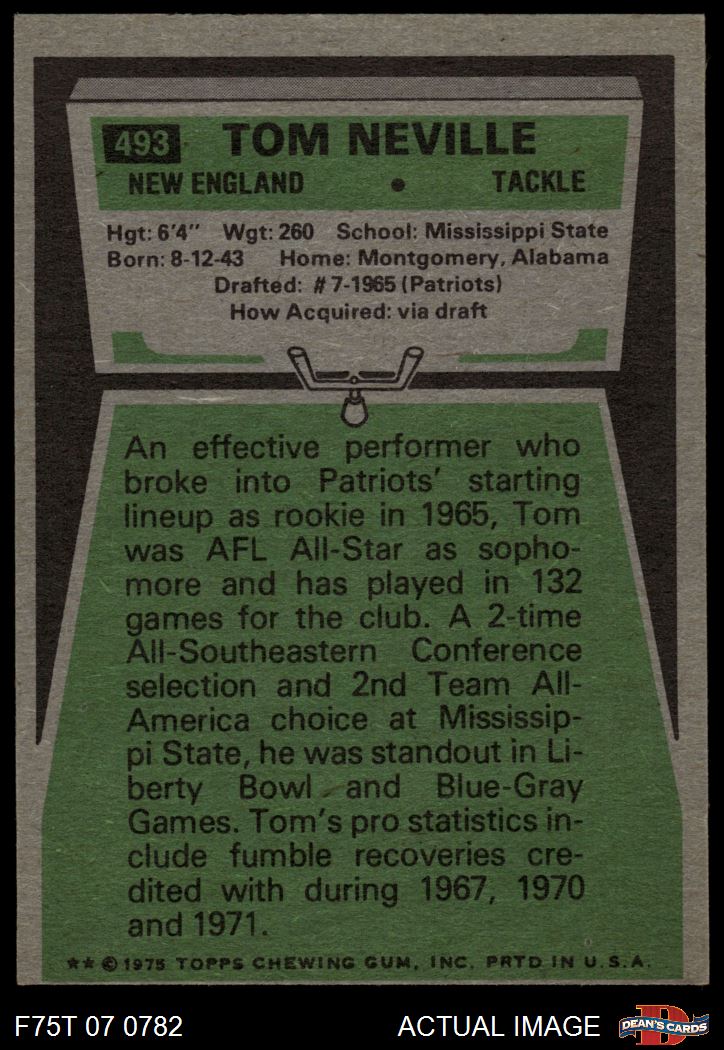 493 TOM NEVILLE
NEW ENGLAND • TACKLE
Hgt: 6'4" Wgt: 260 School: Mississippi State
Born: 8-12-43 Home: Montgomery, Alabama
Drafted: #7-1965 (Patriots)
How Acquired: via draft
An effective performer who
broke into Patriots' starting
lineup as rookie in 1965, Tom
was AFL All-Star as sopho-
more and has played in 132
games for the club. A 2-time
All-Southeastern Conference
selection and 2nd Team All-
America choice at Mississip-
pi State, he was standout in Li-
berty Bowl and Blue-Gray
Games. Tom's pro statistics in-
clude fumble recoveries cre-
dited with during 1967, 1970
and 1971.
** © 1975 TOPPS CHEWING GUM, INC. PRTD IN U.S.A.
F75T 07 0782 ACTUAL IMAGE D DEAN'S CARDS